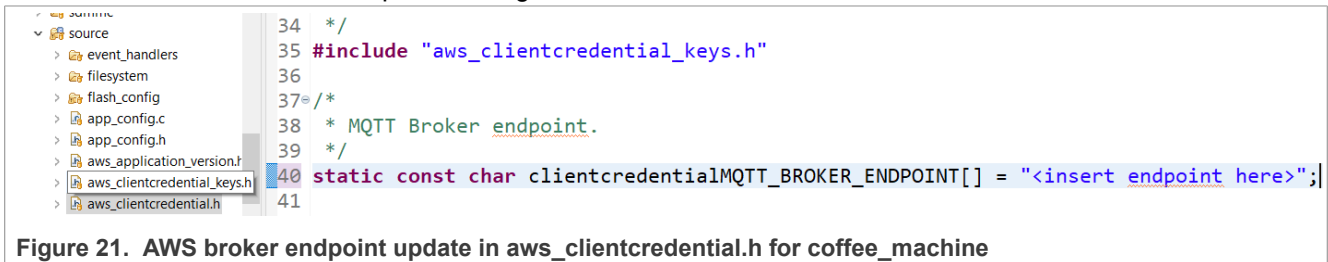 source
event_handlers
filesystem
flash_config
app_config.c
app_config.h
aws_application_version.h
aws_clientcredential_keys.h
aws_clientcredential.h
34 */
35 #include "aws_clientcredential_keys.h"
36
37 /*
38 * MQTT Broker endpoint.
39 */
40 static const char clientcredentialMQTT_BROKER_ENDPOINT[] = "<insert endpoint here>";
41
Figure 21. AWS broker endpoint update in aws_clientcredential.h for coffee_machine